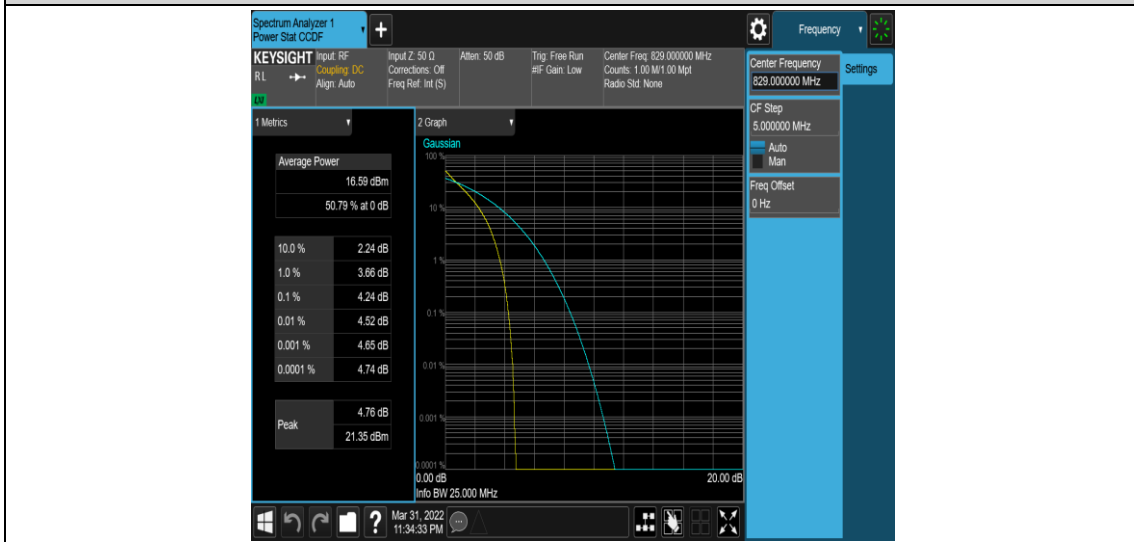 Spectrum Analyzer 1
Power Stat CCDF
+
Frequency
KEYSIGHT
RL
LXI
Input: RF
Coupling: DC
Align: Auto
Input Z: 50 Ω
Corrections: Off
Freq Ref: Int (S)
Atten: 50 dB
Trig: Free Run
#IF Gain: Low
Center Freq: 829.000000 MHz
Counts: 1.00 M/1.00 Mpt
Radio Std: None
Center Frequency
829.000000 MHz
Settings
CF Step
5.000000 MHz
Auto
Man
Freq Offset
0 Hz
1 Metrics
Average Power
16.59 dBm
50.79 % at 0 dB
10.0 % 2.24 dB
1.0 % 3.66 dB
0.1 % 4.24 dB
0.01 % 4.52 dB
0.001 % 4.65 dB
0.0001 % 4.74 dB
Peak
4.76 dB
21.35 dBm
2 Graph
Gaussian
100 %
10 %
1 %
0.1 %
0.01 %
0.001 %
0.0001 %
0.00 dB 20.00 dB
Info BW 25.000 MHz
?
Mar 31, 2022
11:34:33 PM